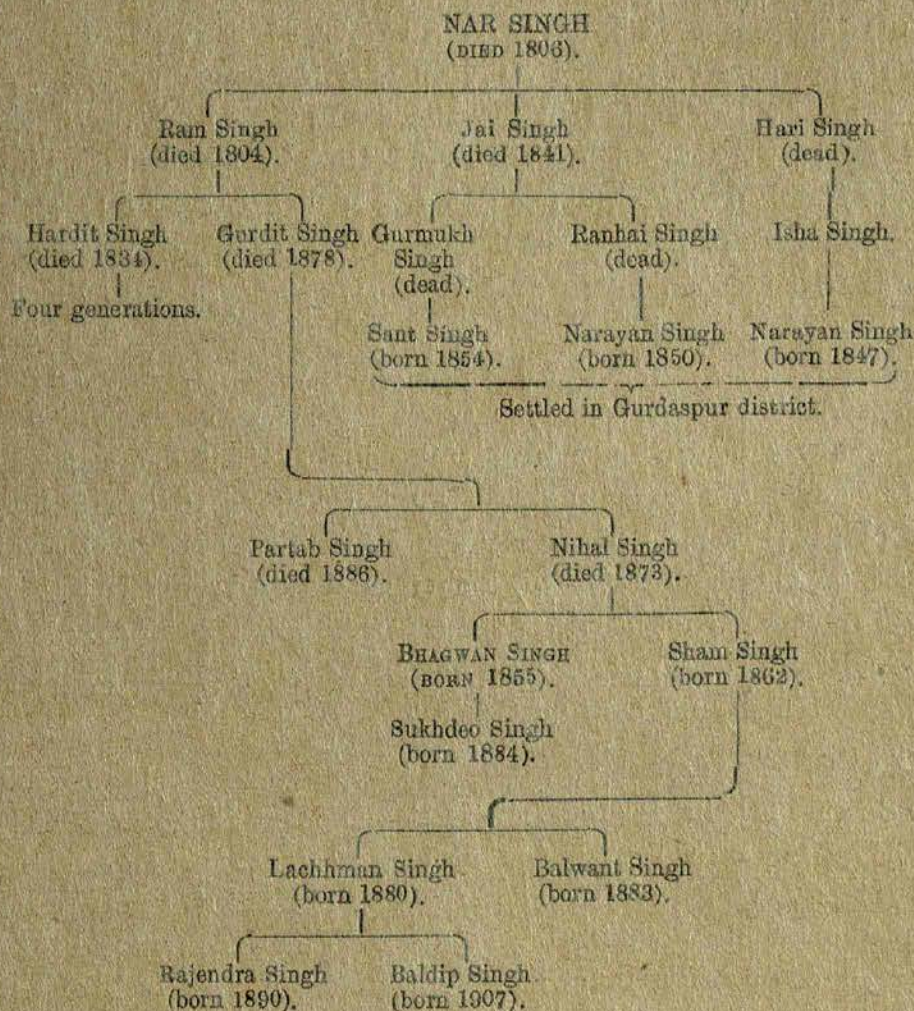 NAR SINGH
(DIED 1806).
Ram Singh
(died 1804).
Jai Singh
(died 1841).
Hari Singh
(dead).
Hardit Singh
(died 1834).
Four generations.
Gurdit Singh
(died 1878).
Gurmukh
Singh
(dead).
Ranhai Singh
(dead).
Isha Singh.
Sant Singh
(born 1854).
Narayan Singh
(born 1850).
Narayan Singh
(born 1847).
Settled in Gurdaspur district.
Partab Singh
(died 1886).
Nihal Singh
(died 1873).
BHAGWAN SINGH
(BORN 1855).
Sham Singh
(born 1862).
Sukhdeo Singh
(born 1884).
Lachhman Singh
(born 1880).
Balwant Singh
(born 1883).
Rajendra Singh
(born 1890).
Baldip Singh
(born 1907).